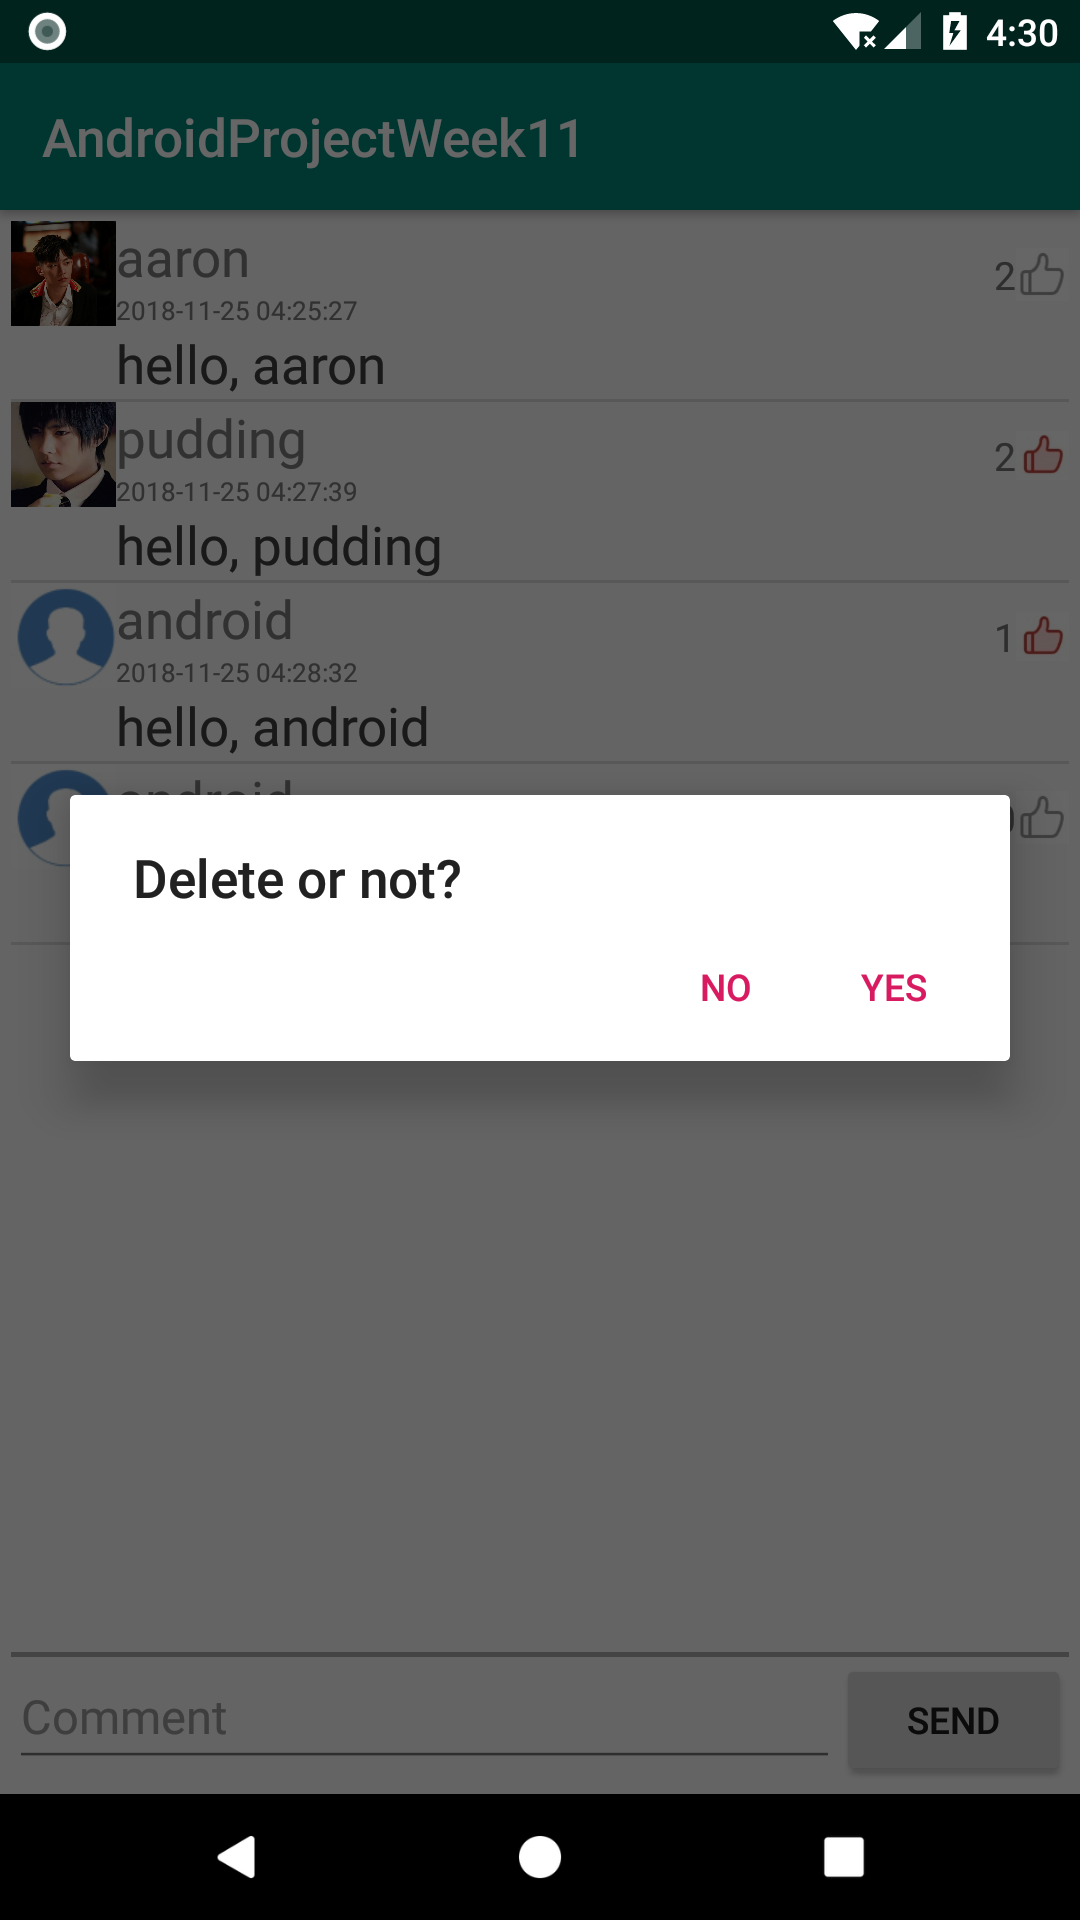 4:30
AndroidProjectWeek11
aaron
2
2018-11-25 04:25:27
hello, aaron
pudding
2
2018-11-25 04:27:39
hello, pudding
android
1
2018-11-25 04:28:32
hello, android
android
Delete or not?
NO YES
Comment
SEND